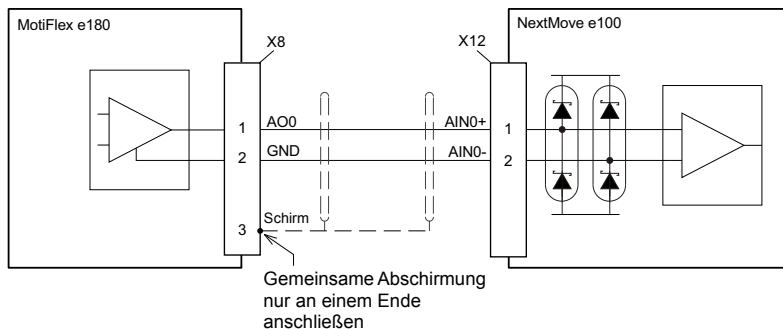 MotiFlex e180
NextMove e100
X8
X12
1
AO0
AIN0+
1
2
GND
AIN0-
2
3
Schirm
Gemeinsame Abschirmung
nur an einem Ende
anschließen